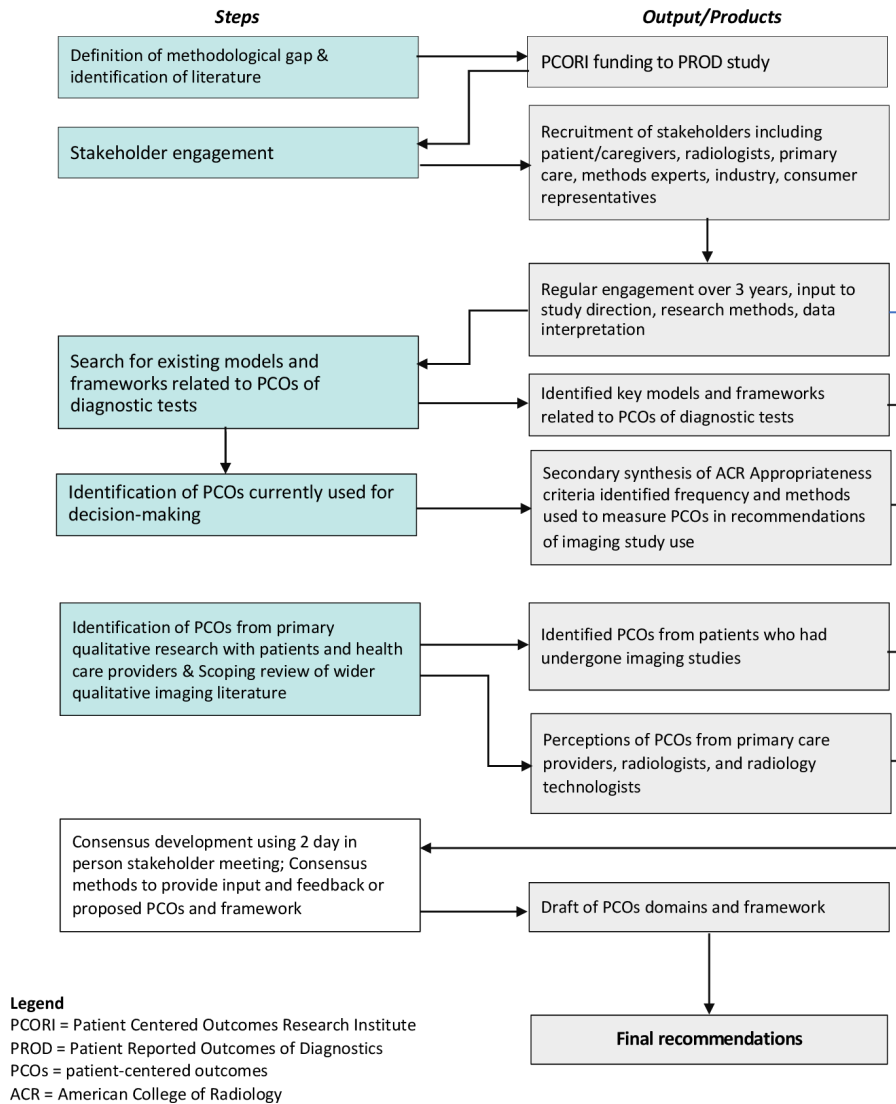 Steps
Output/Products
Definition of methodological gap &
identification of literature
PCORI funding to PROD study
Stakeholder engagement
Recruitment of stakeholders including
patient/caregivers, radiologists, primary
care, methods experts, industry, consumer
representatives
Regular engagement over 3 years, input to
study direction, research methods, data
interpretation
Search for existing models and
frameworks related to PCOs of
diagnostic tests
Identified key models and frameworks
related to PCOs of diagnostic tests
Identification of PCOs currently used for
decision-making
Secondary synthesis of ACR Appropriateness
criteria identified frequency and methods
used to measure PCOs in recommendations
of imaging study use
Identification of PCOs from primary
qualitative research with patients and health
care providers & Scoping review of wider
qualitative imaging literature
Identified PCOs from patients who had
undergone imaging studies
Perceptions of PCOs from primary care
providers, radiologists, and radiology
technologists
Consensus development using 2 day in
person stakeholder meeting; Consensus
methods to provide input and feedback or
proposed PCOs and framework
Draft of PCOs domains and framework
Final recommendations
Legend
PCORI = Patient Centered Outcomes Research Institute
PROD = Patient Reported Outcomes of Diagnostics
PCOs = patient-centered outcomes
ACR = American College of Radiology